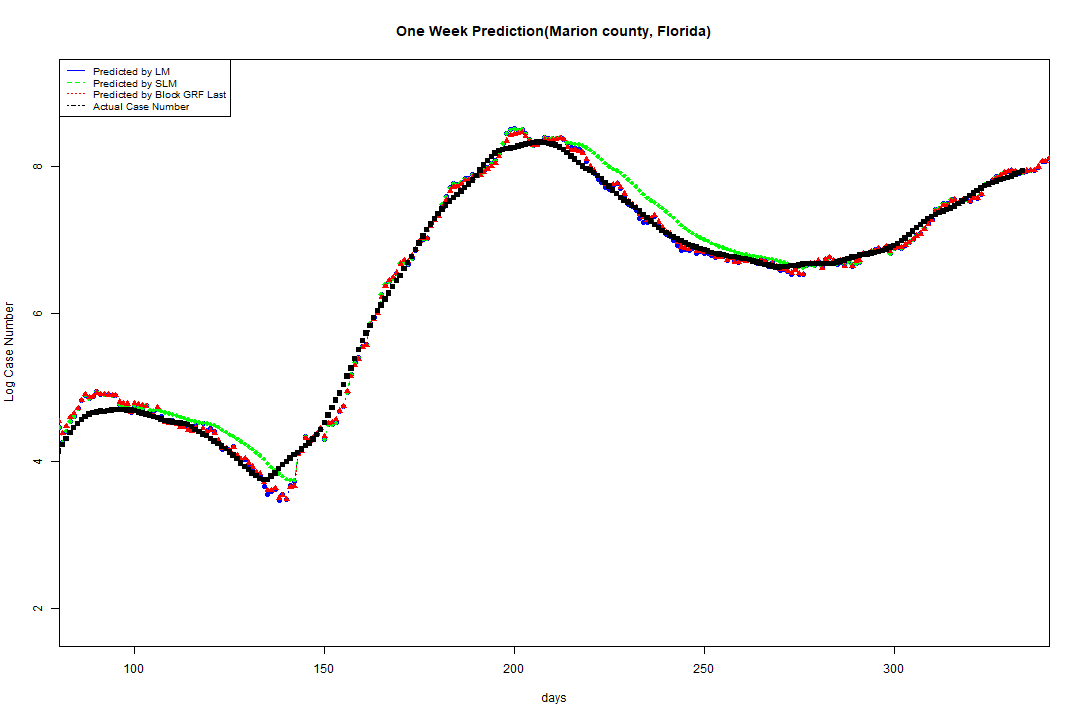 One Week Prediction(Marion county, Florida)
Predicted by LM
Predicted by SLM
Predicted by Block GRF Last
Actual Case Number
8
6
4
2
Log Case Number
100 150 200 250 300
days